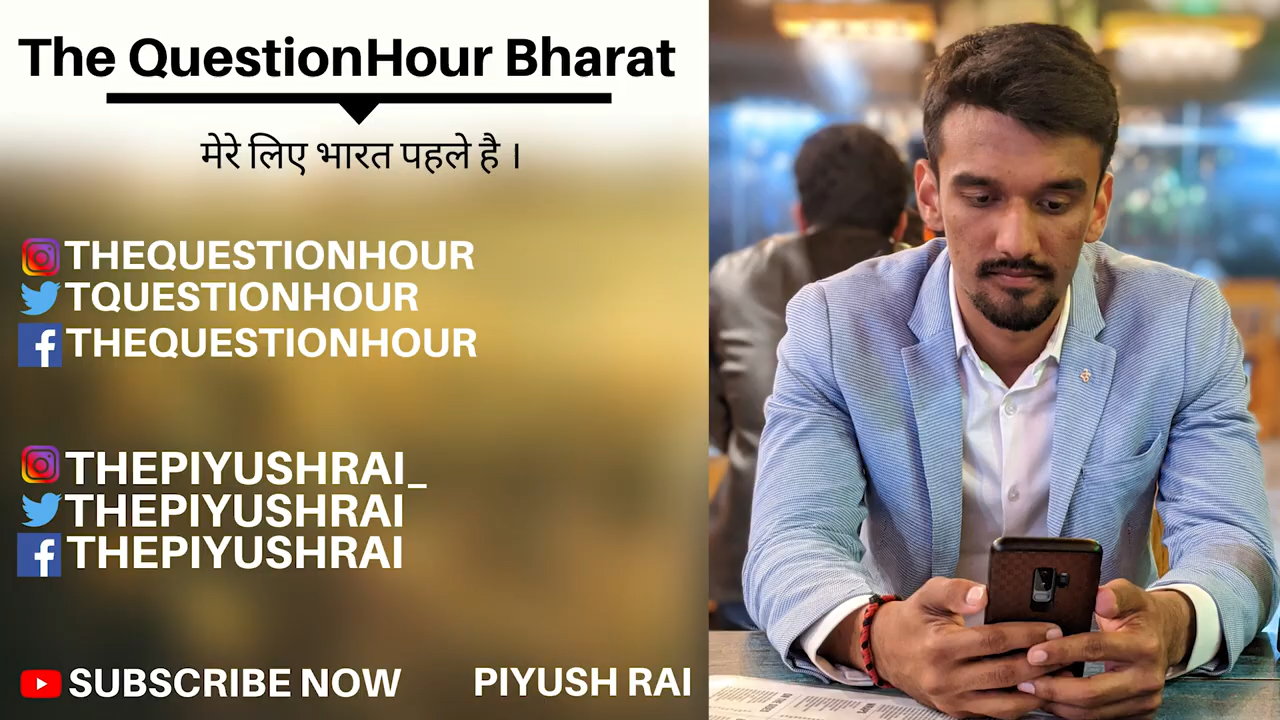 The QuestionHour Bharat
मेरे लिए भारत पहले है ।
THEQUESTIONHOUR
TQUESTIONHOUR
THEQUESTIONHOUR
THEPIYUSHRAI_
THEPIYUSHRAI
THEPIYUSHRAI
SUBSCRIBE NOW
PIYUSH RAI